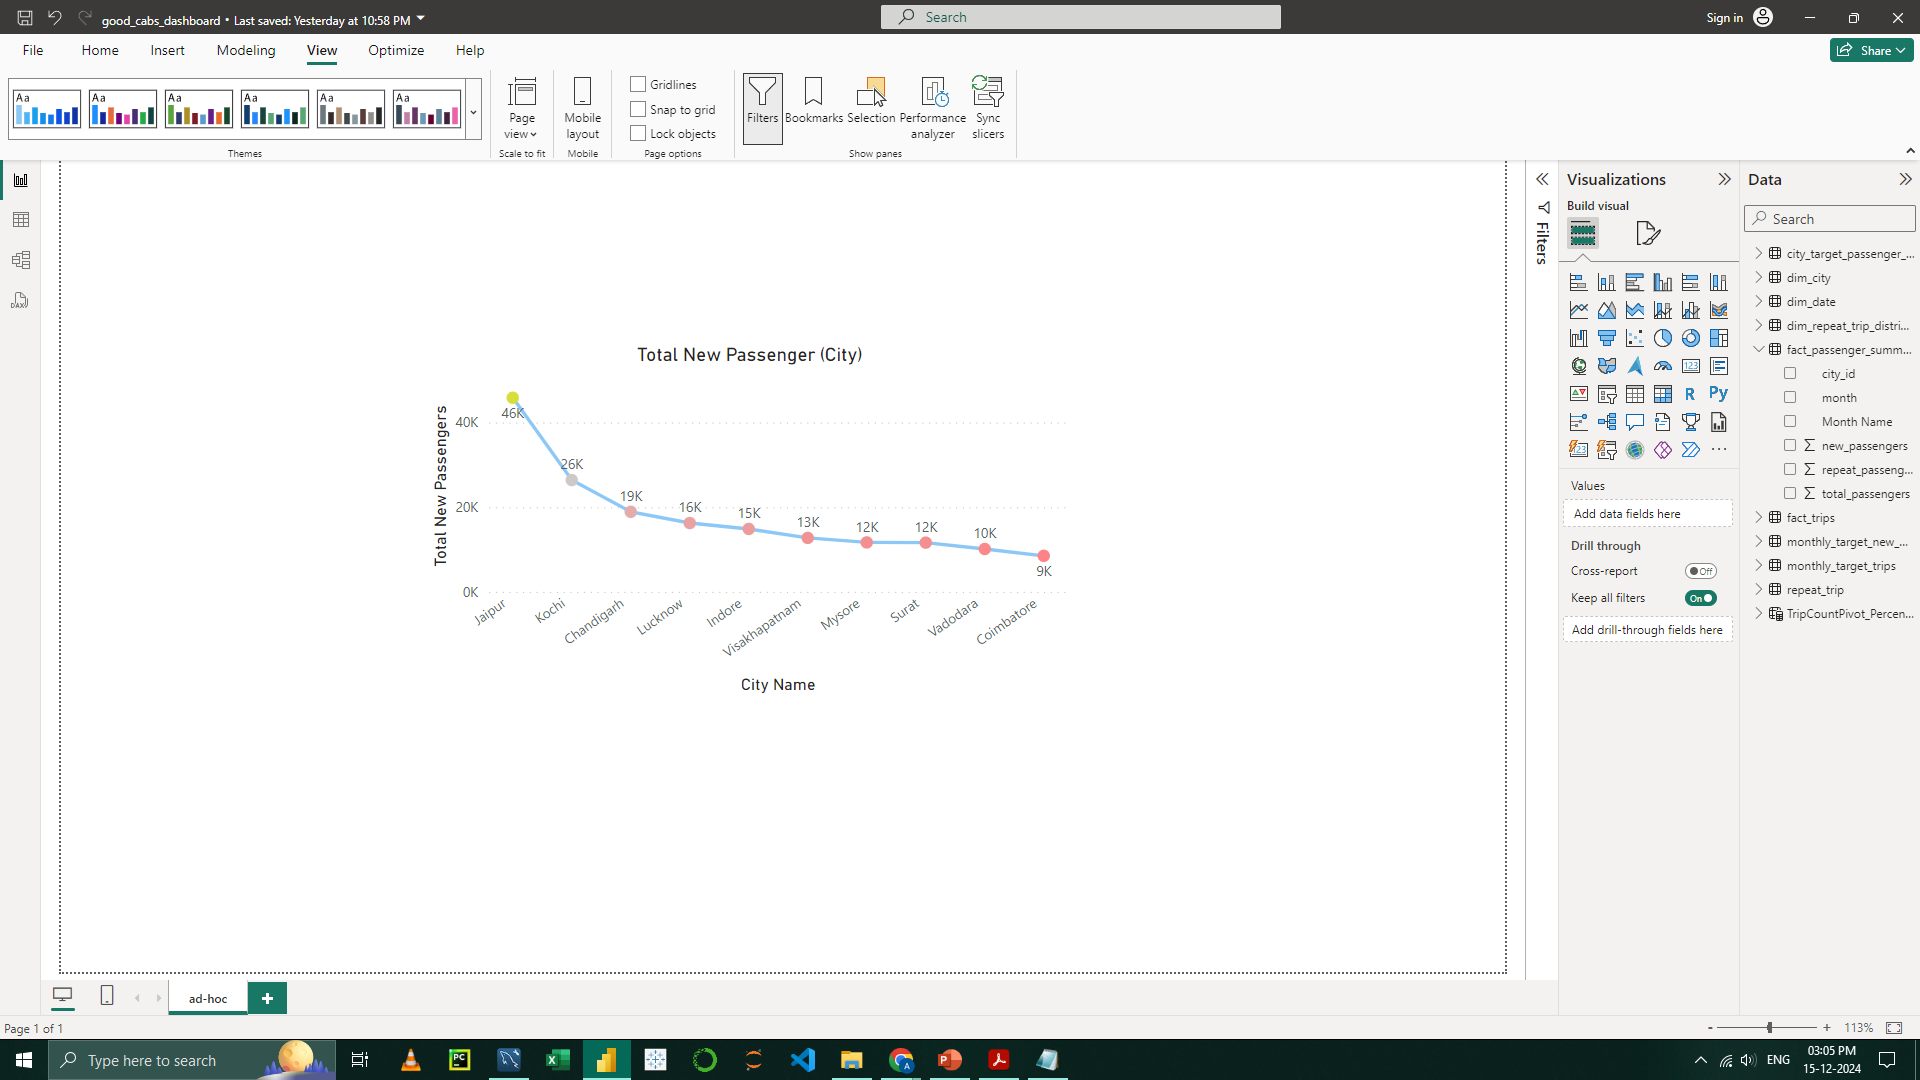 good_cabs_dashboard • Last saved: Yesterday at 10:58 PM
Search
Sign in
File Home Insert Modeling View Optimize Help
Share
Aa Aa Aa Aa Aa Aa
Themes
Page view
Scale to fit
Mobile layout
Mobile
Gridlines
Snap to grid
Lock objects
Page options
Filters
Bookmarks
Selection
Performance analyzer
Sync slicers
Show panes
DAX
Total New Passenger (City)
Total New Passengers
40K
20K
0K
46K
26K
19K
16K
15K
13K
12K
12K
10K
9K
Jaipur
Kochi
Chandigarh
Lucknow
Indore
Visakhapatnam
Mysore
Surat
Vadodara
Coimbatore
City Name
Filters
Visualizations
Build visual
123
R
Py
123
...
Values
Add data fields here
Drill through
Cross-report
Off
Keep all filters
On
Add drill-through fields here
Data
Search
city_target_passenger_...
dim_city
dim_date
dim_repeat_trip_distri...
fact_passenger_summ...
city_id
month
Month Name
∑ new_passengers
∑ repeat_passeng...
∑ total_passengers
fact_trips
monthly_target_new_...
monthly_target_trips
repeat_trip
TripCountPivot_Percen...
ad-hoc
+
Page 1 of 1
- + 113%
Type here to search
PC
A
P
ENG
03:05 PM
15-12-2024